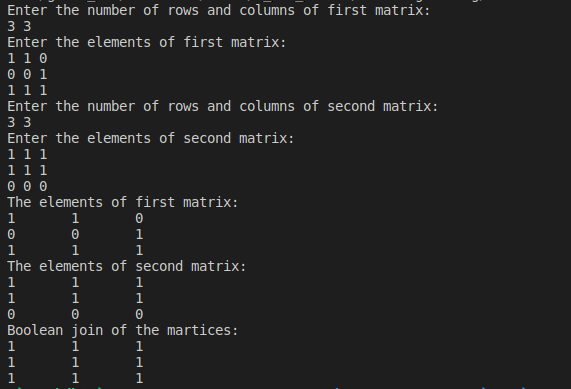 Enter the number of rows and columns of first matrix:
3 3
Enter the elements of first matrix:
1 1 0
0 0 1
1 1 1
Enter the number of rows and columns of second matrix:
3 3
Enter the elements of second matrix:
1 1 1
1 1 1
0 0 0
The elements of first matrix:
1 1 0
0 0 1
1 1 1
The elements of second matrix:
1 1 1
1 1 1
0 0 0
Boolean join of the martices:
1 1 1
1 1 1
1 1 1